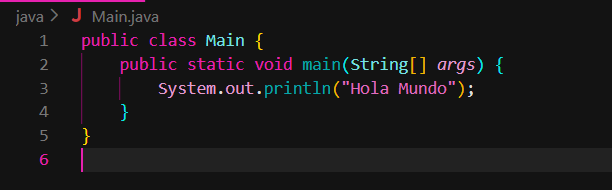 java > J Main.java
1 public class Main {
2     public static void main(String[] args) {
3         System.out.println("Hola Mundo");
4     }
5 }
6